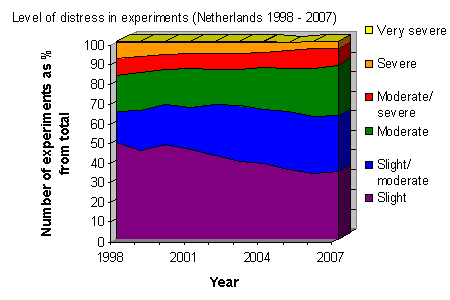 Level of distress in experiments (Netherlands 1998 - 2007)
Number of experiments as %
from total
100
90
80
70
60
50
40
30
20
10
0
1998
2001
2004
2007
Year
Very severe
Severe
Moderate/
severe
Moderate
Slight/
moderate
Slight